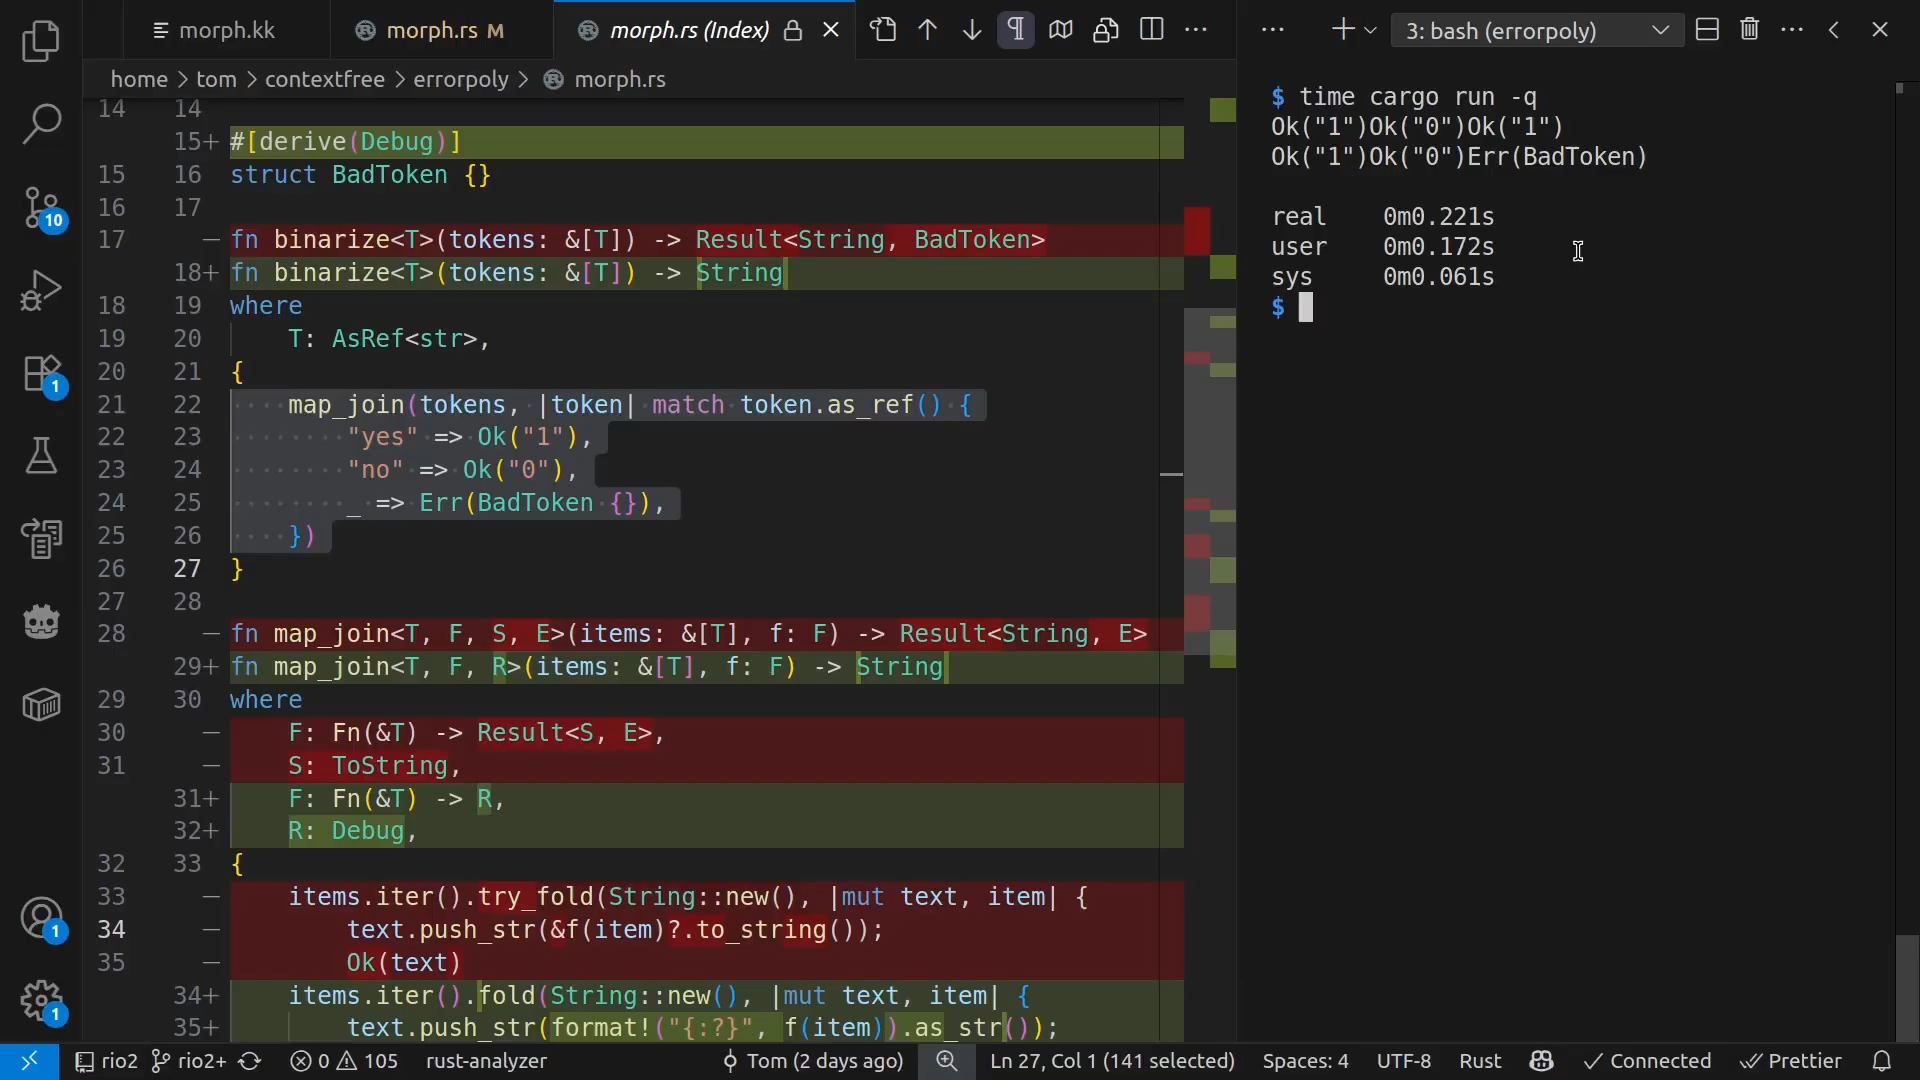 morph.kk
morph.rs M
morph.rs (Index)
3: bash (errorpoly)
home > tom > contextfree > errorpoly > morph.rs
14 14
15+ #[derive(Debug)]
15 16 struct BadToken {}
16 17
17 — fn binarize<T>(tokens: &[T]) -> Result<String, BadToken>
18+ fn binarize<T>(tokens: &[T]) -> String
18 19 where
19 20 T: AsRef<str>,
20 21 {
21 22 ····map_join(tokens, |token| match token.as_ref() {
22 23 ········"yes" => Ok("1"),
23 24 ········"no" => Ok("0"),
24 25 ········_ => Err(BadToken {}),
25 26 ····})
26 27 }
27 28
28 — fn map_join<T, F, S, E>(items: &[T], f: F) -> Result<String, E>
29+ fn map_join<T, F, R>(items: &[T], f: F) -> String
29 30 where
30 — F: Fn(&T) -> Result<S, E>,
31 — S: ToString,
31+ F: Fn(&T) -> R,
32+ R: Debug,
32 33 {
33 — items.iter().try_fold(String::new(), |mut text, item| {
34 — text.push_str(&f(item)?.to_string());
35 — Ok(text)
34+ items.iter().fold(String::new(), |mut text, item| {
35+ text.push_str(format!("{:?}", f(item)).as_str());
$ time cargo run -q
Ok("1")Ok("0")Ok("1")
Ok("1")Ok("0")Err(BadToken)
real 0m0.221s
user 0m0.172s
sys 0m0.061s
$
10
1
1
1
rio2 rio2+ 0 105 rust-analyzer Tom (2 days ago) Ln 27, Col 1 (141 selected) Spaces: 4 UTF-8 Rust Connected Prettier